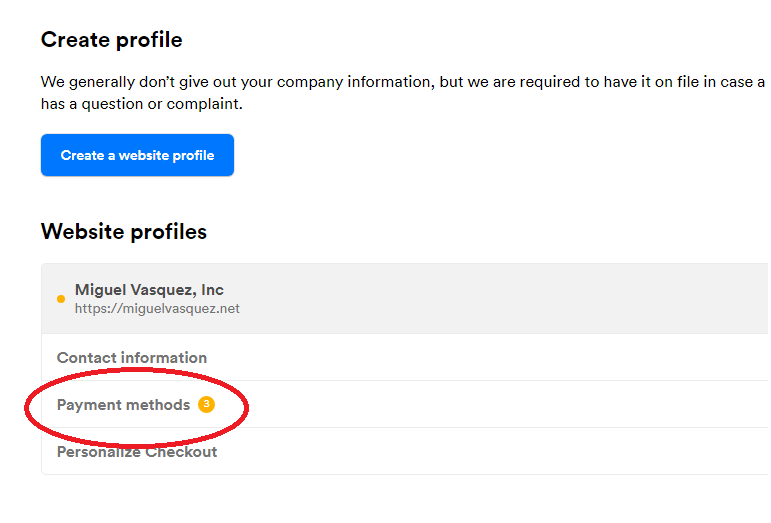 Create profile
We generally don’t give out your company information, but we are required to have it on file in case a
has a question or complaint.
Create a website profile
Website profiles
Miguel Vasquez, Inc
https://miguelvasquez.net
Contact information
Payment methods 3
Personalize Checkout